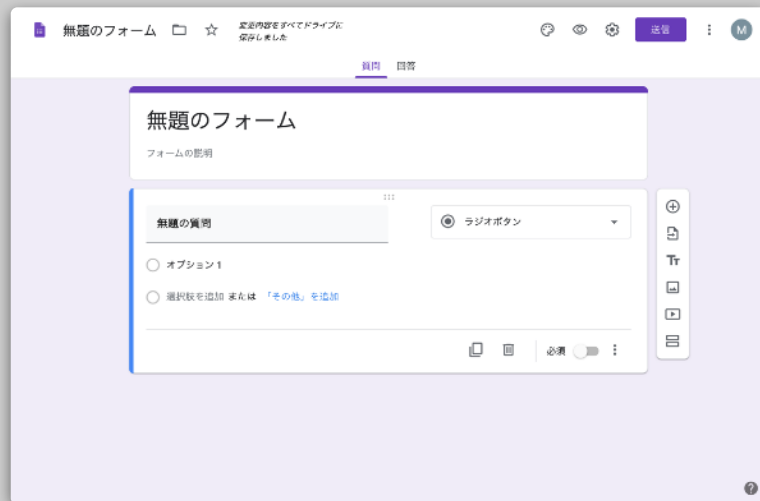 無題のフォーム
変更内容をすべてドライブに
保存しました
送信
M
質問 回答
無題のフォーム
フォームの説明
無題の質問
ラジオボタン
オプション 1
選択肢を追加 または 「その他」を追加
必須
Tт
?